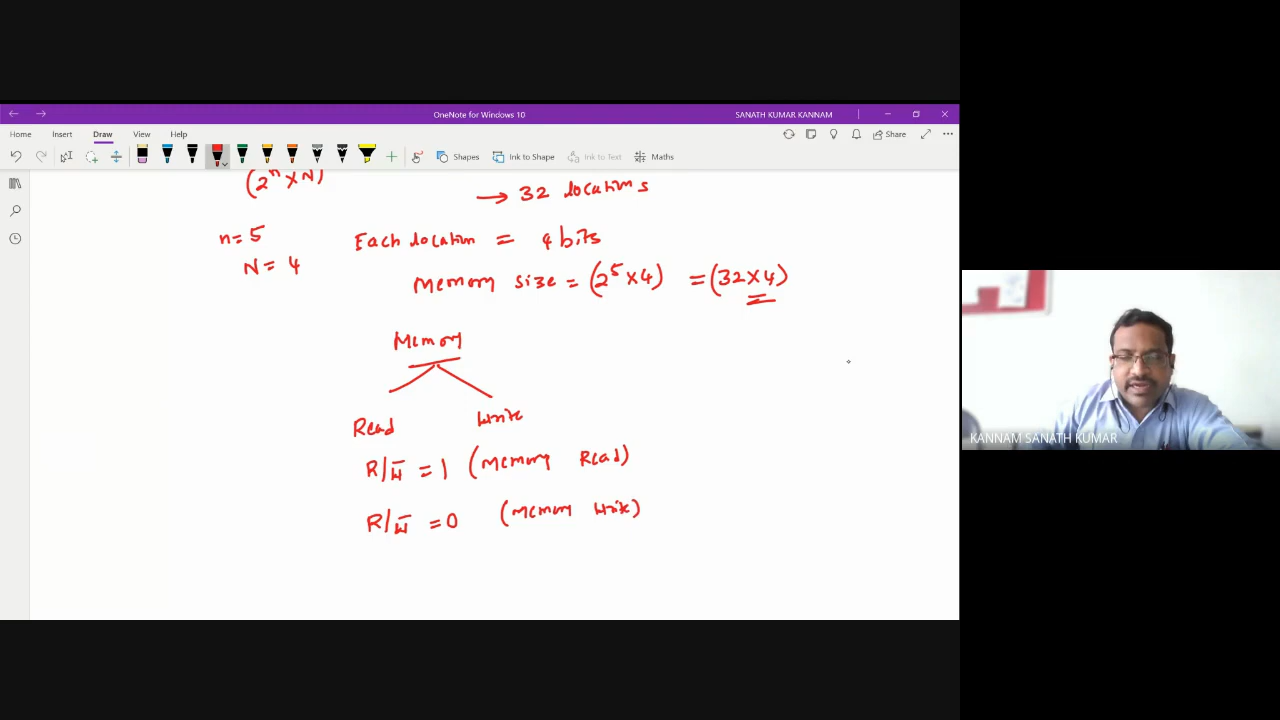 OneNote for Windows 10
SANATH KUMAR KANNAM
Home Insert Draw View Help
Share
Shapes Ink to Shape Ink to Text Maths
(2ⁿ × N)
→ 32 locations
n = 5
Each location = 4 bits
N = 4
Memory size = (2⁵ × 4) = (32 × 4)
Memory
Read Write
R/W̅ = 1 (Memory Read)
R/W̅ = 0 (Memory Write)
KANNAM SANATH KUMAR